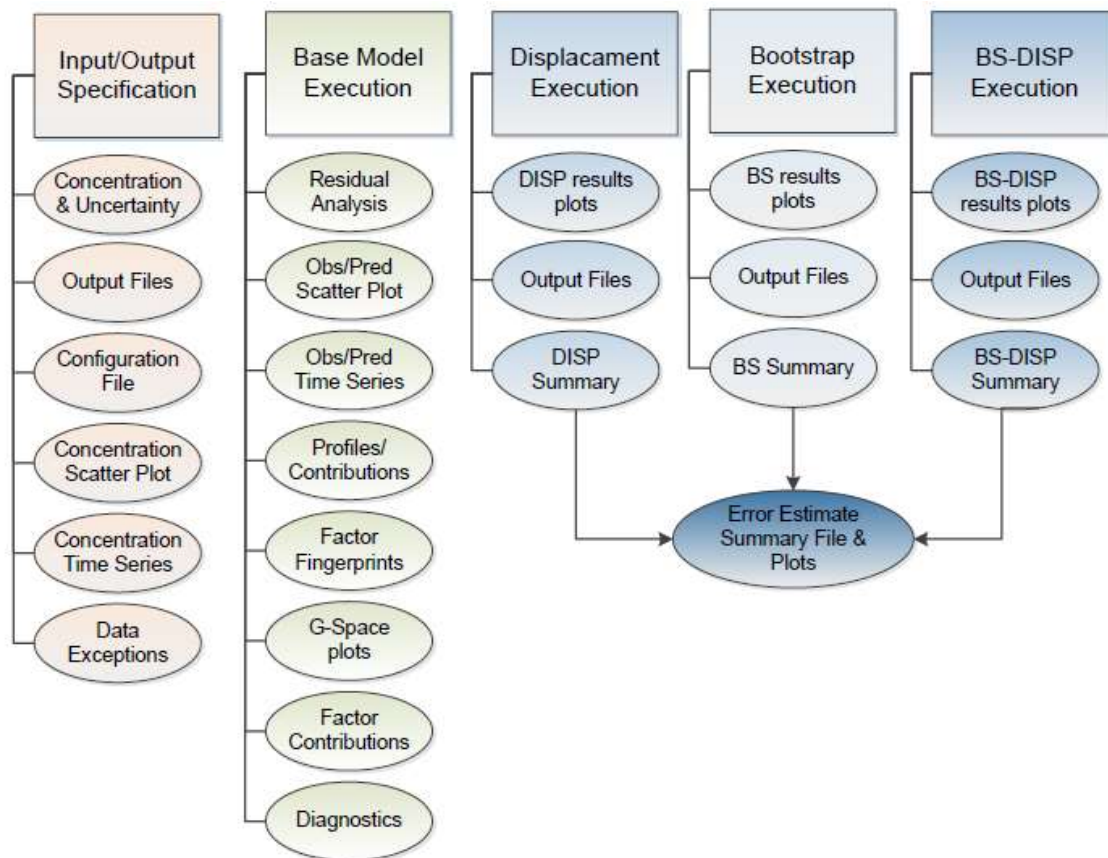 Input/Output
Specification
Concentration
& Uncertainty
Output Files
Configuration
File
Concentration
Scatter Plot
Concentration
Time Series
Data
Exceptions
Base Model
Execution
Residual
Analysis
Obs/Pred
Scatter Plot
Obs/Pred
Time Series
Profiles/
Contributions
Factor
Fingerprints
G-Space
plots
Factor
Contributions
Diagnostics
Displacament
Execution
DISP results
plots
Output Files
DISP
Summary
Bootstrap
Execution
BS results
plots
Output Files
BS Summary
BS-DISP
Execution
BS-DISP
results plots
Output Files
BS-DISP
Summary
Error Estimate
Summary File &
Plots